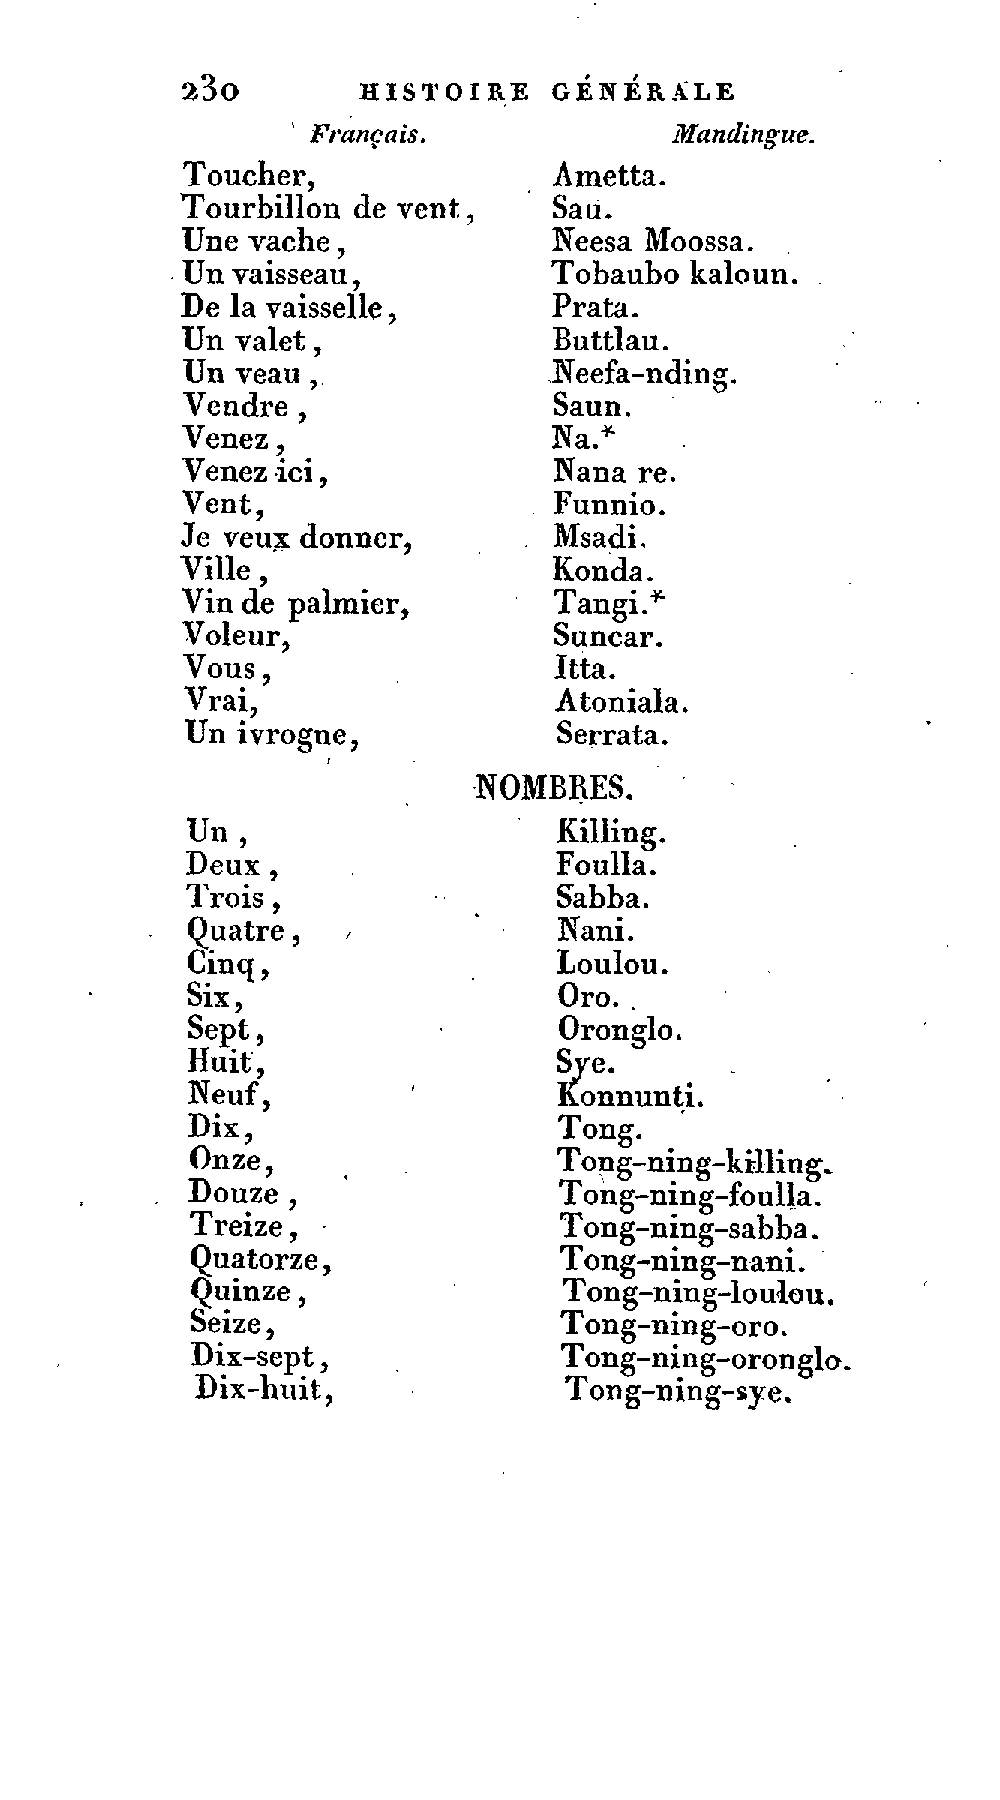 230 HISTOIRE GÉNÉRALE
Français. Mandingue.
Toucher, Ametta.
Tourbillon de vent, Sau.
Une vache, Neesa Moossa.
Un vaisseau, Tobaubo kaloun.
De la vaisselle, Prata.
Un valet, Buttlau.
Un veau, Neefa-nding.
Vendre, Saun.
Venez, Na.*
Venez ici, Nana re.
Vent, Funnio.
Je veux donner, Msadi.
Ville, Konda.
Vin de palmier, Tangi.*
Voleur, Suncar.
Vous, Itta.
Vrai, Atoniala.
Un ivrogne, Serrata.
NOMBRES.
Un, Killing.
Deux, Foulla.
Trois, Sabba.
Quatre, Nani.
Cinq, Loulou.
Six, Oro.
Sept, Oronglo.
Huit, Sye.
Neuf, Konnunti.
Dix, Tong.
Onze, Tong-ning-killing.
Douze, Tong-ning-foulla.
Treize, Tong-ning-sabba.
Quatorze, Tong-ning-nani.
Quinze, Tong-ning-loulou.
Seize, Tong-ning-oro.
Dix-sept, Tong-ning-oronglo.
Dix-huit, Tong-ning-sye.